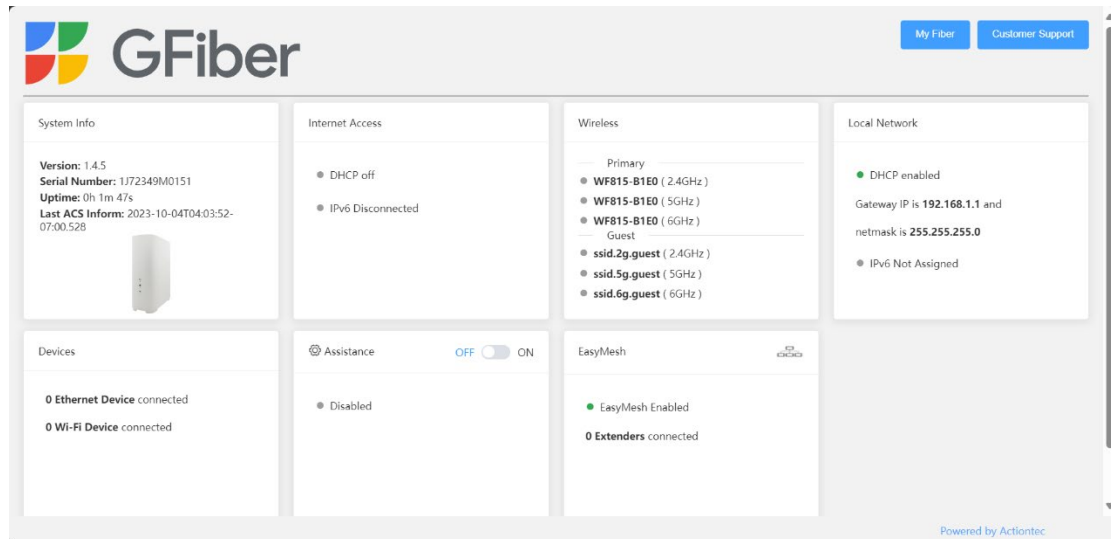 GFiber
My Fiber
Customer Support
System Info
Version: 1.4.5
Serial Number: 1J72349M0151
Uptime: 0h 1m 47s
Last ACS Inform: 2023-10-04T04:03:52-
07:00.528
Internet Access
DHCP off
IPv6 Disconnected
Wireless
Primary
WF815-B1E0 ( 2.4GHz )
WF815-B1E0 ( 5GHz )
WF815-B1E0 ( 6GHz )
Guest
ssid.2g.guest ( 2.4GHz )
ssid.5g.guest ( 5GHz )
ssid.6g.guest ( 6GHz )
Local Network
DHCP enabled
Gateway IP is 192.168.1.1 and
netmask is 255.255.255.0
IPv6 Not Assigned
Devices
0 Ethernet Device connected
0 Wi-Fi Device connected
Assistance OFF ON
Disabled
EasyMesh
EasyMesh Enabled
0 Extenders connected
Powered by Actiontec